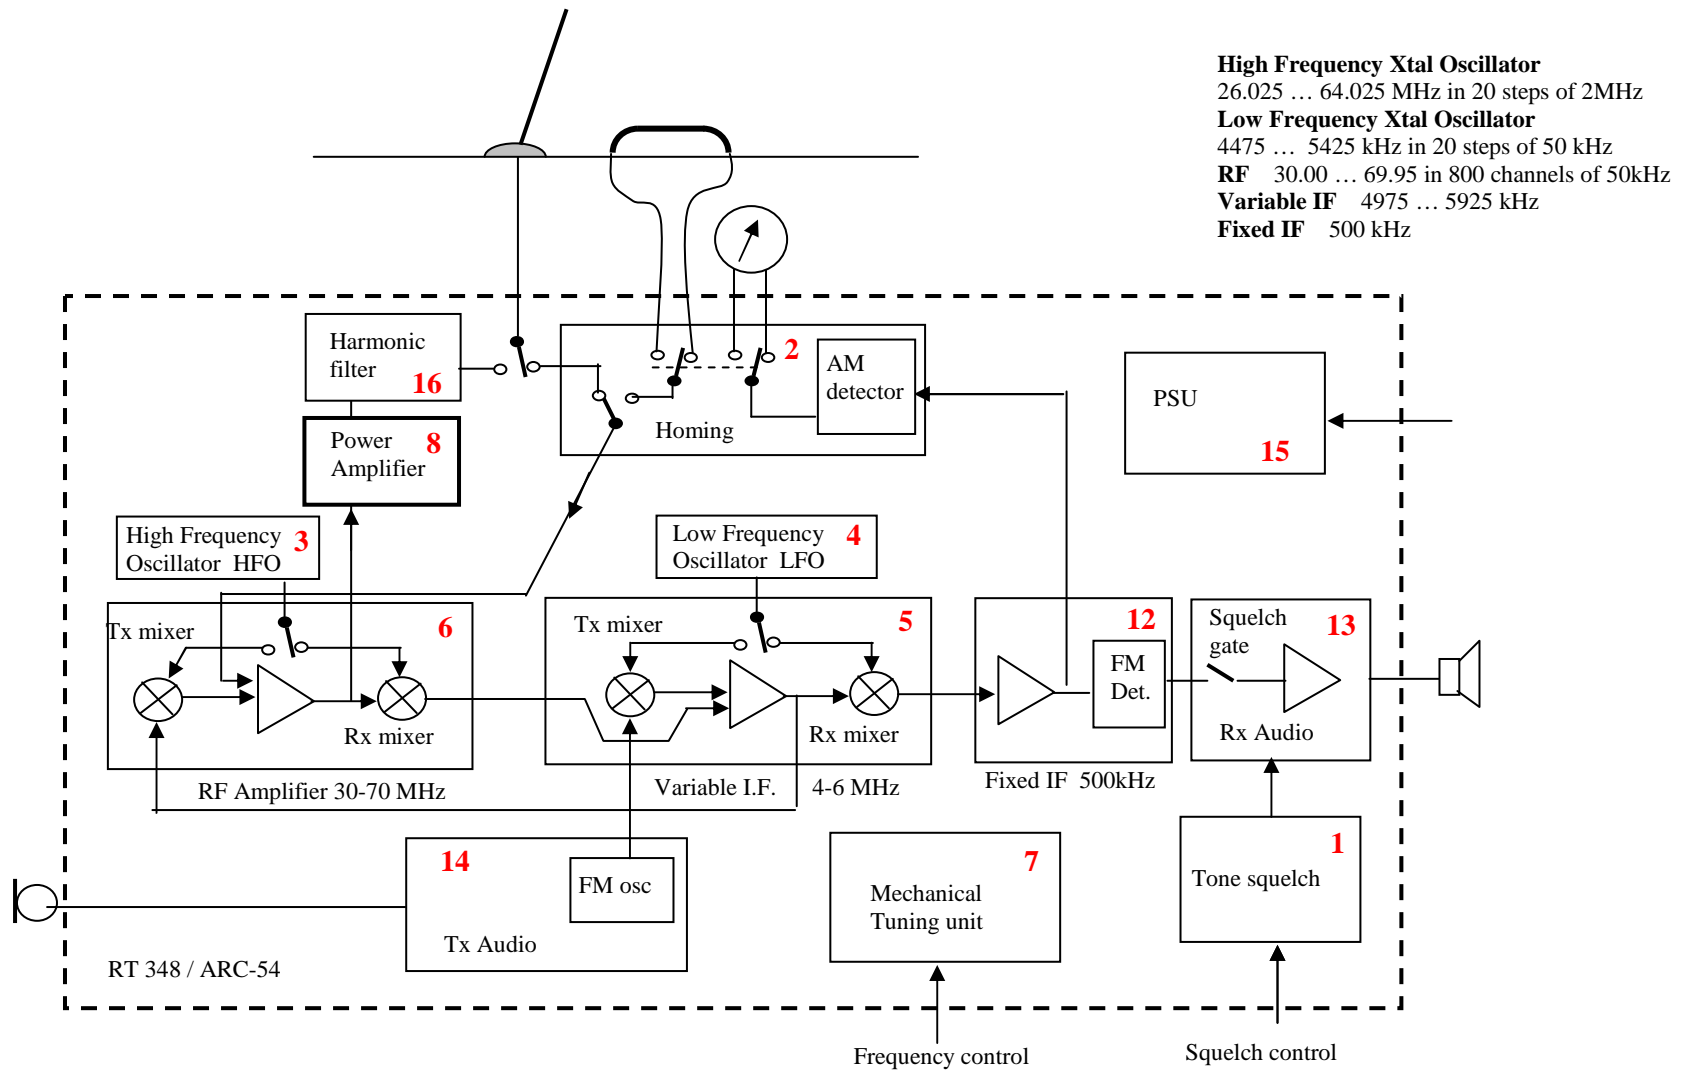 High Frequency Xtal Oscillator
26.025 … 64.025 MHz in 20 steps of 2MHz
Low Frequency Xtal Oscillator
4475 … 5425 kHz in 20 steps of 50 kHz
RF 30.00 … 69.95 in 800 channels of 50kHz
Variable IF 4975 … 5925 kHz
Fixed IF 500 kHz
Harmonic
filter
16
2
AM
detector
Homing
PSU
15
Power
Amplifier
8
High Frequency
Oscillator HFO
3
Low Frequency
Oscillator LFO
4
Tx mixer
6
Rx mixer
RF Amplifier 30-70 MHz
Tx mixer
5
Rx mixer
Variable I.F. 4-6 MHz
12
FM
Det.
Fixed IF 500kHz
Squelch
gate
13
Rx Audio
14
FM osc
Tx Audio
7
Mechanical
Tuning unit
1
Tone squelch
RT 348 / ARC-54
Frequency control
Squelch control